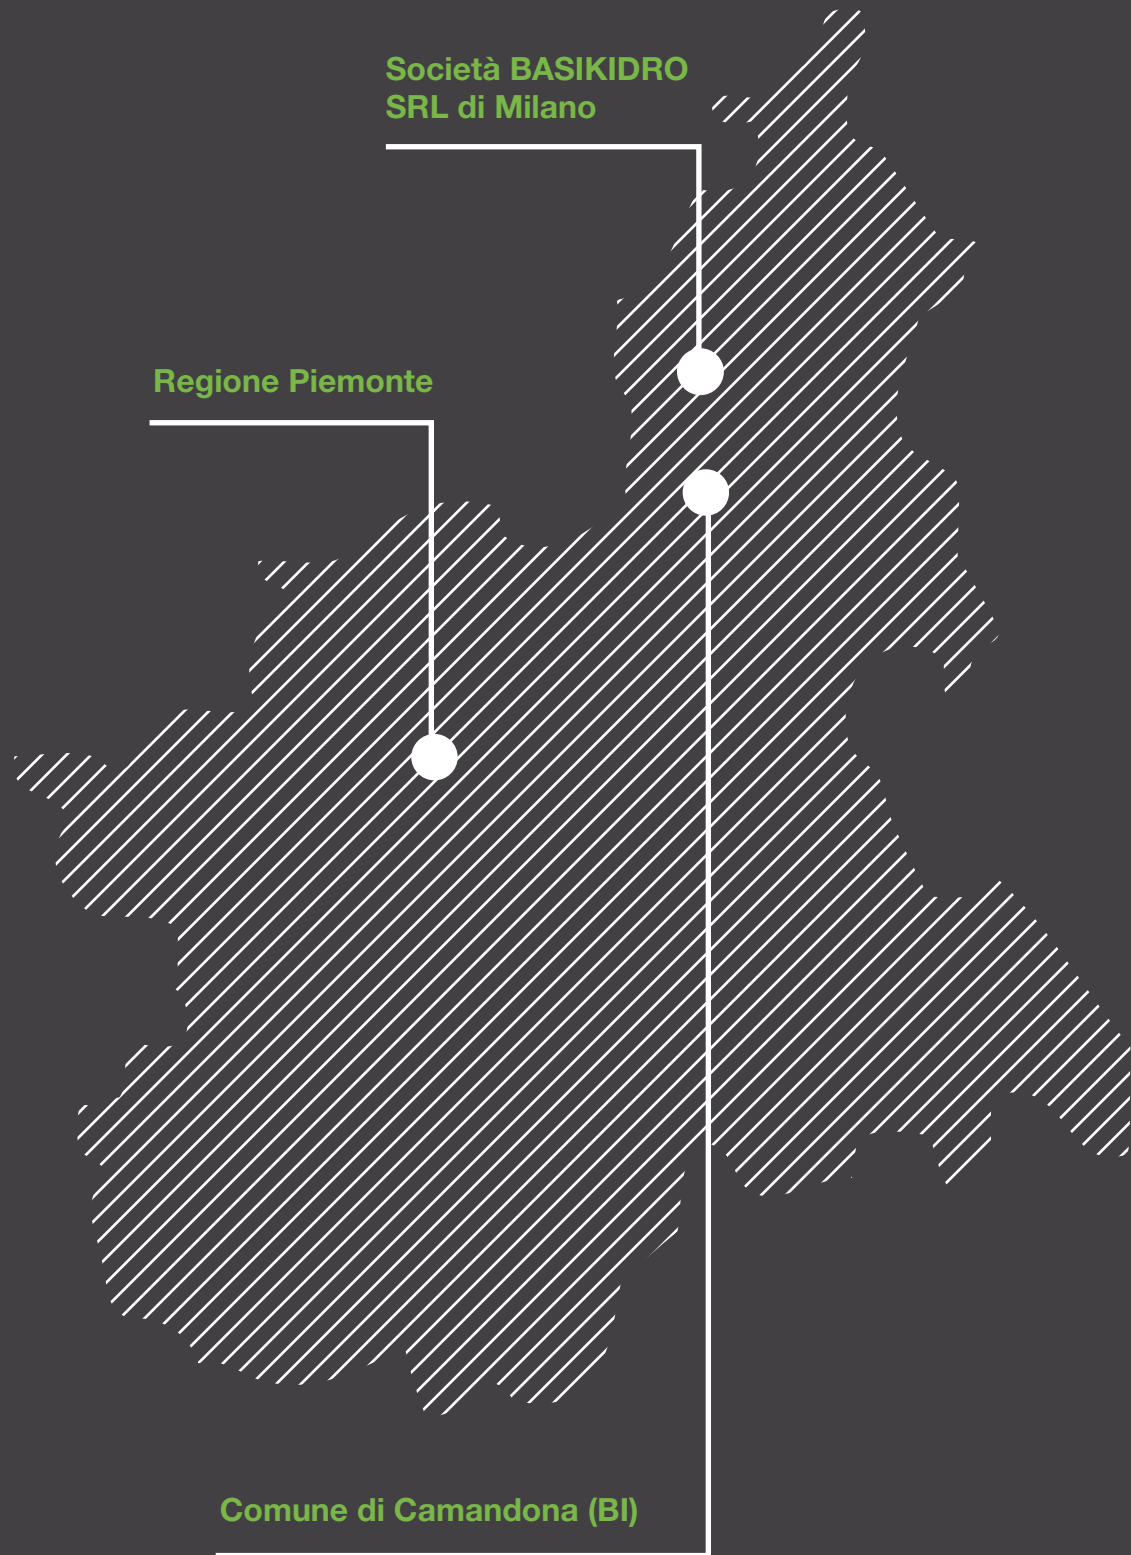 Società BASIKIDRO
SRL di Milano
Regione Piemonte
Comune di Camandona (BI)